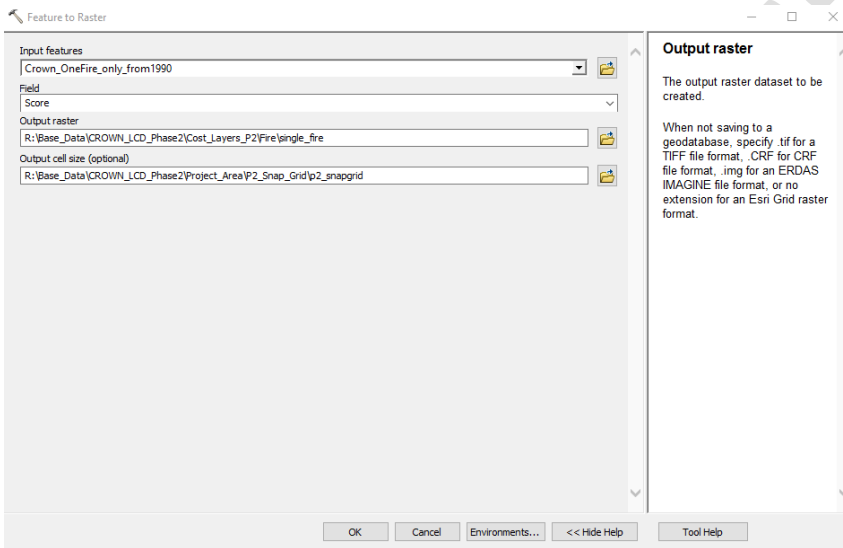 Feature to Raster
Input features
Crown_OneFire_only_from1990
Field
Score
Output raster
R:\Base_Data\CROWN_LCD_Phase2\Cost_Layers_P2\Fire\single_fire
Output cell size (optional)
R:\Base_Data\CROWN_LCD_Phase2\Project_Area\P2_Snap_Grid\p2_snapgrid
Output raster
The output raster dataset to be
created.
When not saving to a
geodatabase, specify .tif for a
TIFF file format, .CRF for CRF
file format, .img for an ERDAS
IMAGINE file format, or no
extension for an Esri Grid raster
format.
OK
Cancel
Environments...
<< Hide Help
Tool Help